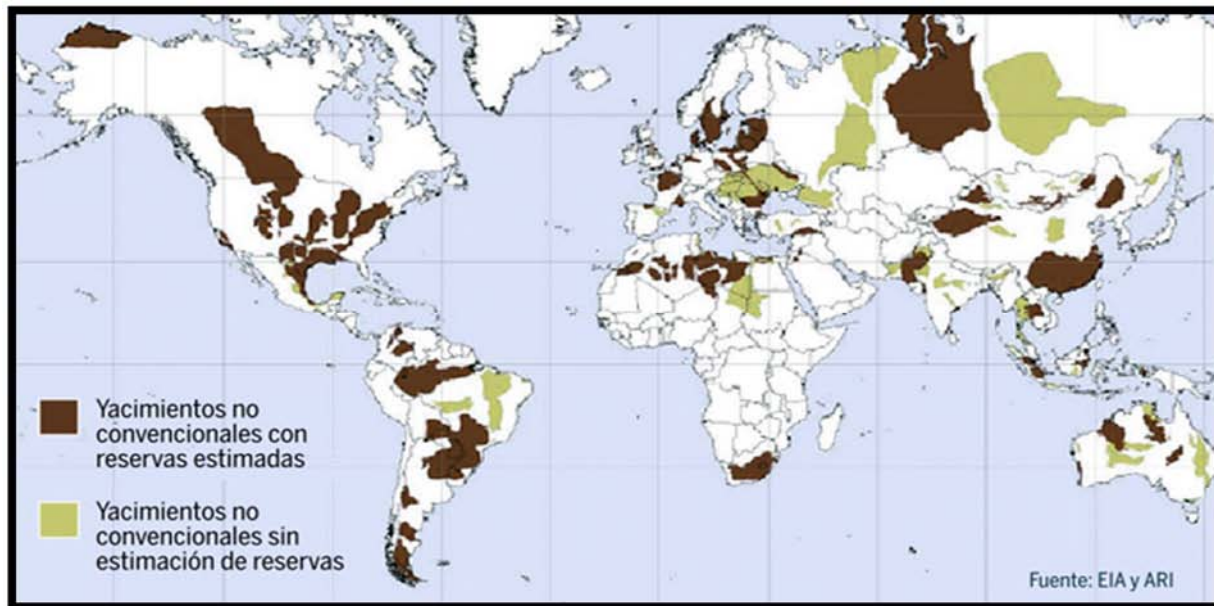 Yacimientos no
convencionales con
reservas estimadas
Yacimientos no
convencionales sin
estimación de reservas
Fuente: EIA y ARI